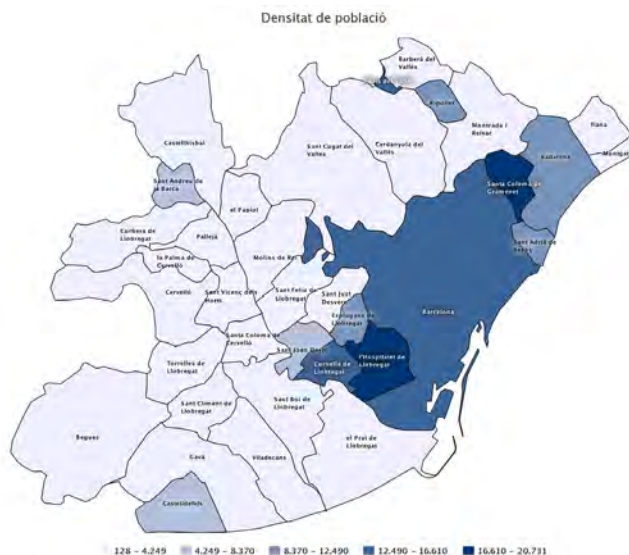 Densitat de població
Barberà del
Vallès
Ripollet
Castellbisbal
Sant Cugat del
Vallès
Cerdanyola del
Vallès
Montcada i
Reixac
Tiana
Montgat
Badalona
Santa Coloma de
Gramenet
Sant Andreu de
la Barca
el Papiol
Sant Adrià de
Besòs
Corbera de
Llobregat
Pallejà
la Palma de
Cervelló
Molins de Rei
Cervelló
Sant Vicenç dels
Horts
Sant Feliu de
Llobregat
Sant Just
Desvern
Esplugues de
Llobregat
Barcelona
Santa Coloma de
Cervelló
Sant Joan Despí
Cornellà de
Llobregat
l'Hospitalet de
Llobregat
Torrelles de
Llobregat
Sant Climent de
Llobregat
Sant Boi de
Llobregat
el Prat de
Llobregat
Begues
Gavà
Viladecans
Castelldefels
128 - 4.249 4.249 - 8.370 8.370 - 12.490 12.490 - 16.610 16.610 - 20.731